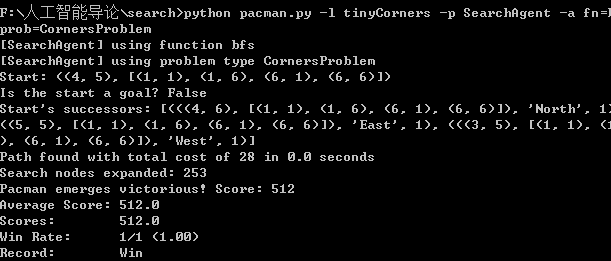 F:\人工智能导论\search>python pacman.py -l tinyCorners -p SearchAgent -a fn=
prob=CornersProblem
[SearchAgent] using function bfs
[SearchAgent] using problem type CornersProblem
Start: ((4, 5), [(1, 1), (1, 6), (6, 1), (6, 6)])
Is the start a goal? False
Start's successors: [(((4, 6), [(1, 1), (1, 6), (6, 1), (6, 6)]), 'North', 1)
((5, 5), [(1, 1), (1, 6), (6, 1), (6, 6)]), 'East', 1), (((3, 5), [(1, 1), (1
), (6, 1), (6, 6)]), 'West', 1)]
Path found with total cost of 28 in 0.0 seconds
Search nodes expanded: 253
Pacman emerges victorious! Score: 512
Average Score: 512.0
Scores:        512.0
Win Rate:      1/1 (1.00)
Record:        Win